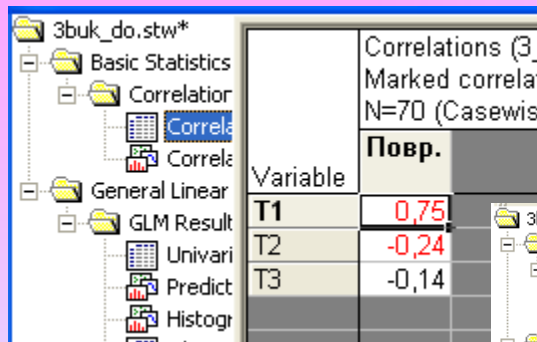 3buk_do.stw*
Basic Statistics
Correlation
Correla
Correla
General Linear
GLM Result
Univari
Predict
Histogr
Correlations (3_
Marked correlat
N=70 (Casewis
Variable Повр.
T1 0,75
T2 -0,24
T3 -0,14